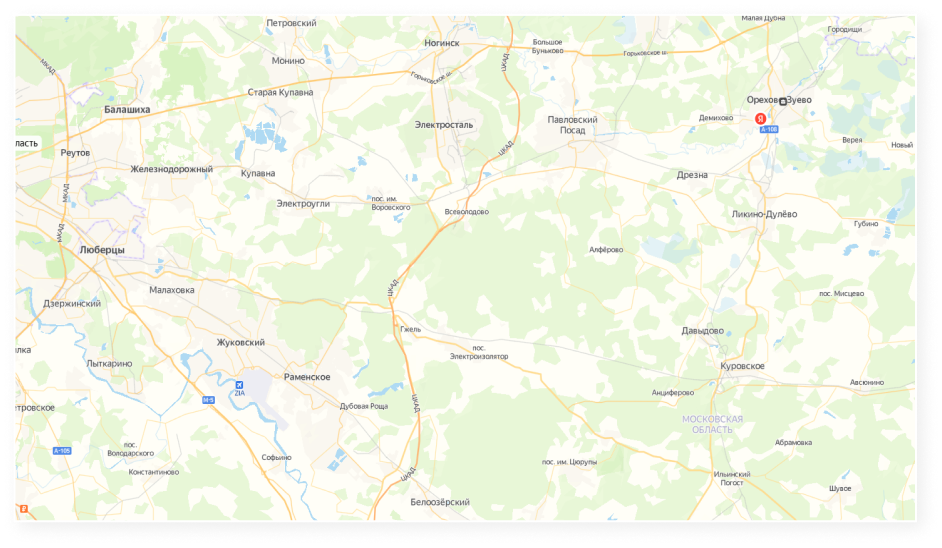 Малая Дубна
Петровский
Городищи
Ногинск
Большое
Буньково
ЦКАД
Горьковское ш.
Монино
МКАД
Горьковское ш.
Старая Купавна
Орехово-Зуево
Балашиха
Демихово
Я
Электросталь
Павловский
Посад
А-108
ласть
Верея
Новый
ЦКАД
Реутов
Железнодорожный
Купавна
Дрезна
МКАД
Электроугли
пос. им.
Воровского
Всеволодово
Ликино-Дулёво
Губино
МКАД
Люберцы
Алфёрово
ЦКАД
Малаховка
пос. Мисцево
Дзержинский
Гжель
Давыдово
Жуковский
пос.
Электроизолятор
лка
Лыткарино
Куровское
Раменское
Авсюнино
ZIA
Анциферово
М-5
ЦКАД
етровское
Дубовая Роща
МОСКОВСКАЯ
ОБЛАСТЬ
Абрамовка
А-105
пос.
Володарского
Софьино
пос. им. Цюрупы
Константиново
ЦКАД
Ильинский
Погост
Шувое
Белоозёрский